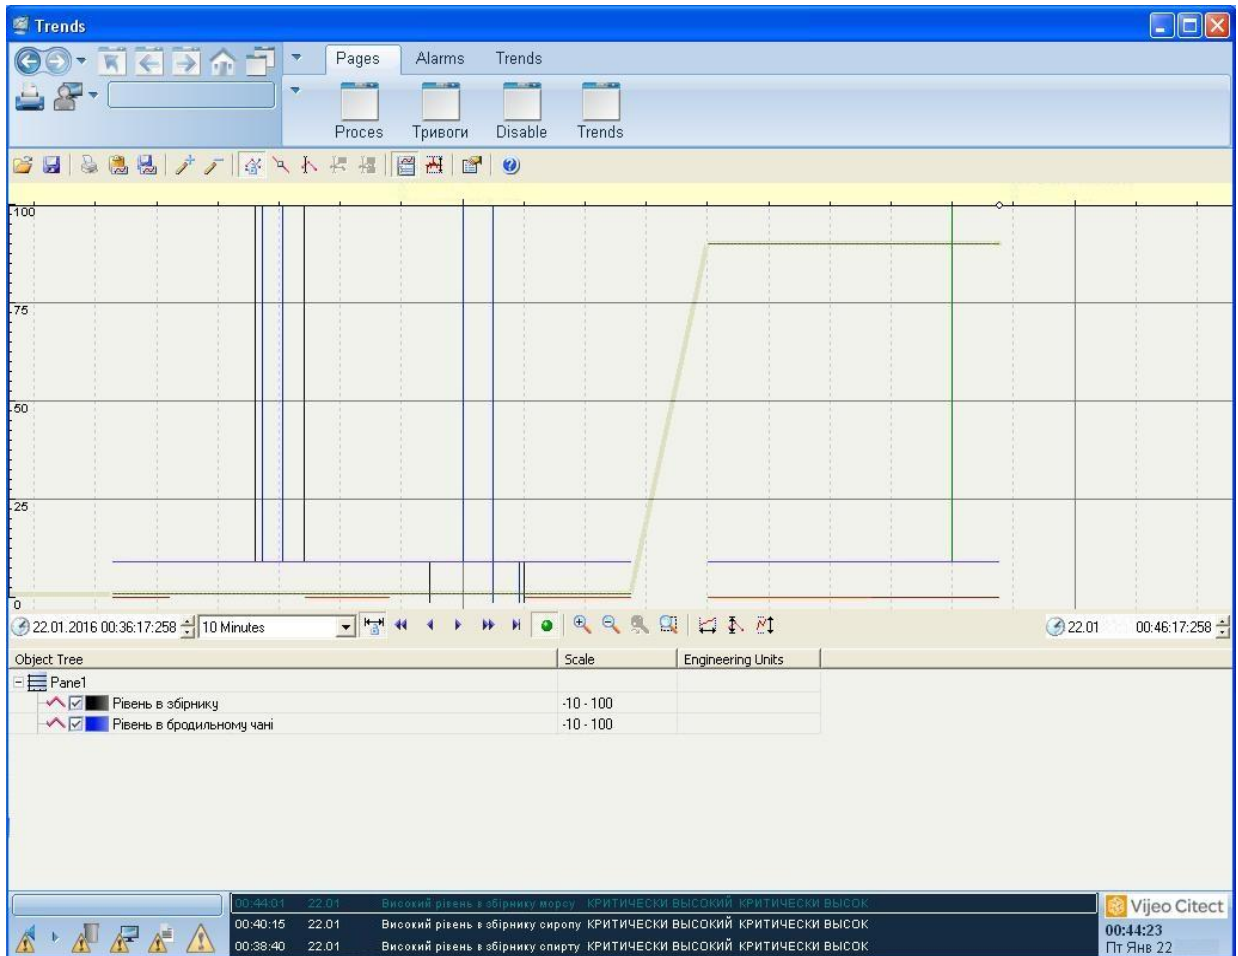 Trends
Pages Alarms Trends
Proces Тривоги Disable Trends
100
75
50
25
0
22.01.2016 00:36:17:258 10 Minutes 22.01 00:46:17:258
Object Tree Scale Engineering Units
Pane1
Рівень в збірнику -10 - 100
Рівень в бродильному чані -10 - 100
00:44:01 22.01 Високий рівень в збірнику морсу КРИТИЧЕСКИ ВЫСОКИЙ КРИТИЧЕСКИ ВЫСОК
00:40:15 22.01 Високий рівень в збірнику сиропу КРИТИЧЕСКИ ВЫСОКИЙ КРИТИЧЕСКИ ВЫСОК
00:38:40 22.01 Високий рівень в збірнику спирту КРИТИЧЕСКИ ВЫСОКИЙ КРИТИЧЕСКИ ВЫСОК
Vijeo Citect
00:44:23
Пт Янв 22